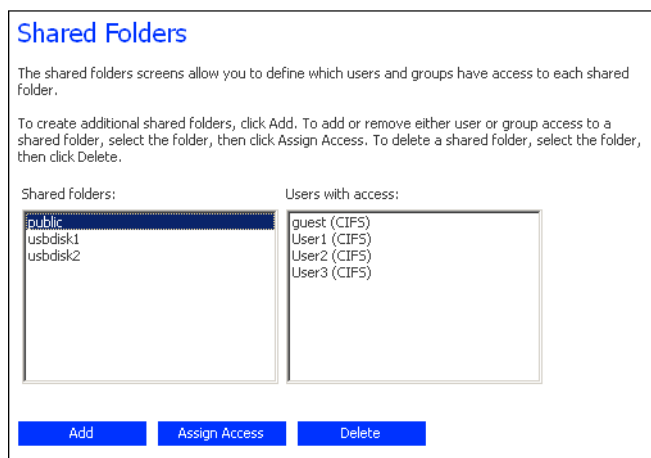 Shared Folders
The shared folders screens allow you to define which users and groups have access to each shared
folder.
To create additional shared folders, click Add. To add or remove either user or group access to a
shared folder, select the folder, then click Assign Access. To delete a shared folder, select the folder,
then click Delete.
Shared folders:
Users with access:
public
usbdisk1
usbdisk2
guest (CIFS)
User1 (CIFS)
User2 (CIFS)
User3 (CIFS)
Add
Assign Access
Delete